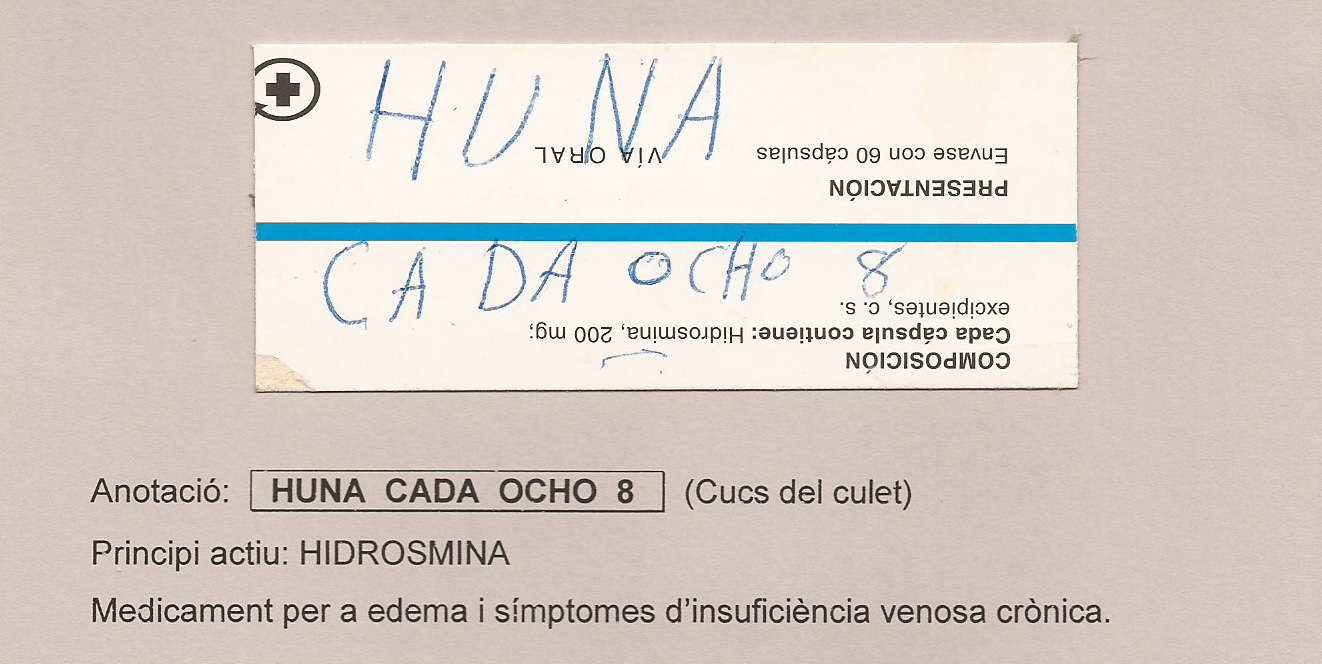 HUNA
VÍA ORAL
Envase con 60 cápsulas
PRESENTACIÓN
CADA OCHO 8
excipientes, c. s.
Cada cápsula contiene: Hidrosmina, 200 mg;
COMPOSICIÓN
Anotació: HUNA CADA OCHO 8 (Cucs del culet)
Principi actiu: HIDROSMINA
Medicament per a edema i símptomes d'insuficiència venosa crònica.